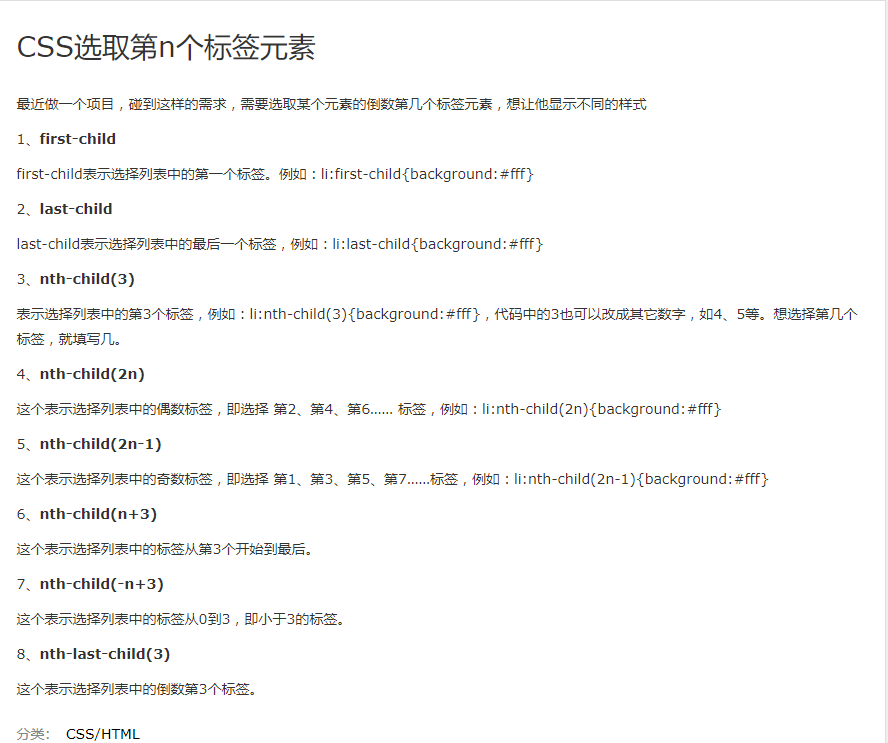 CSS选取第n个标签元素
最近做一个项目，碰到这样的需求，需要选取某个元素的倒数第几个标签元素，想让他显示不同的样式
1、first-child
first-child表示选择列表中的第一个标签。例如：li:first-child{background:#fff}
2、last-child
last-child表示选择列表中的最后一个标签，例如：li:last-child{background:#fff}
3、nth-child(3)
表示选择列表中的第3个标签，例如：li:nth-child(3){background:#fff}，代码中的3也可以改成其它数字，如4、5等。想选择第几个
标签，就填写几。
4、nth-child(2n)
这个表示选择列表中的偶数标签，即选择 第2、第4、第6…… 标签，例如：li:nth-child(2n){background:#fff}
5、nth-child(2n-1)
这个表示选择列表中的奇数标签，即选择 第1、第3、第5、第7……标签，例如：li:nth-child(2n-1){background:#fff}
6、nth-child(n+3)
这个表示选择列表中的标签从第3个开始到最后。
7、nth-child(-n+3)
这个表示选择列表中的标签从0到3，即小于3的标签。
8、nth-last-child(3)
这个表示选择列表中的倒数第3个标签。
分类： CSS/HTML